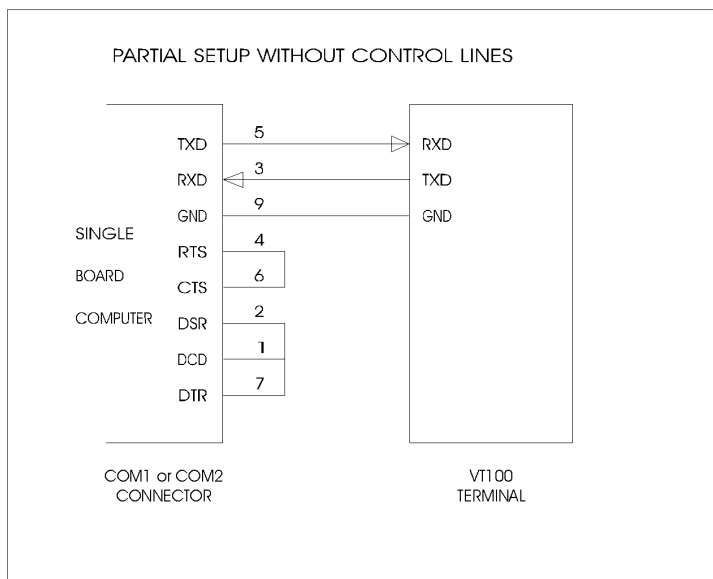 PARTIAL SETUP WITHOUT CONTROL LINES
TXD 5 RXD
RXD 3 TXD
GND 9 GND
SINGLE
RTS 4
BOARD
CTS 6
COMPUTER
DSR 2
DCD 1
DTR 7
COM1 or COM2
CONNECTOR
VT100
TERMINAL